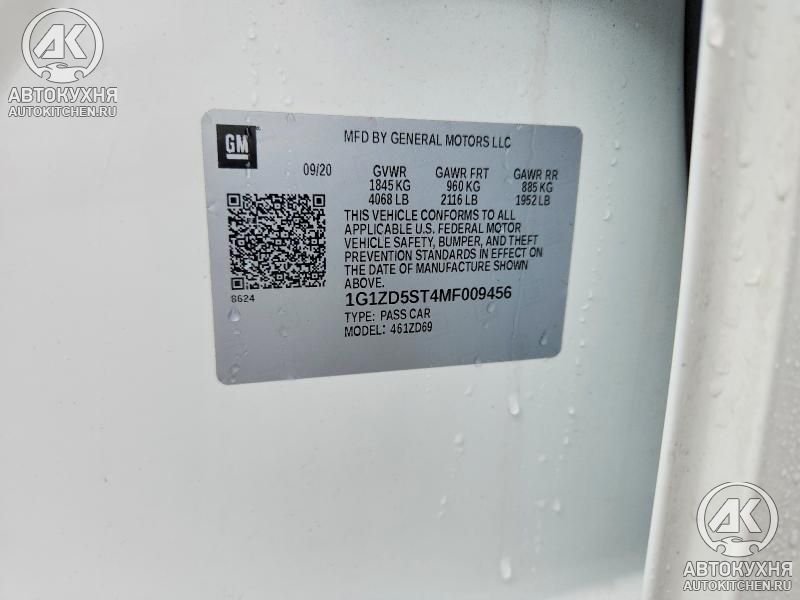 АК
АВТОКУХНЯ
AUTOKITCHEN.RU
GM
MFD BY GENERAL MOTORS LLC
09/20 GVWR GAWR FRT GAWR RR
1845 KG 960 KG 885 KG
4068 LB 2116 LB 1952 LB
THIS VEHICLE CONFORMS TO ALL
APPLICABLE U.S. FEDERAL MOTOR
VEHICLE SAFETY, BUMPER, AND THEFT
PREVENTION STANDARDS IN EFFECT ON
THE DATE OF MANUFACTURE SHOWN
ABOVE.
8624
1G1ZD5ST4MF009456
TYPE: PASS CAR
MODEL: 461ZD69
АК
АВТОКУХНЯ
AUTOKITCHEN.RU